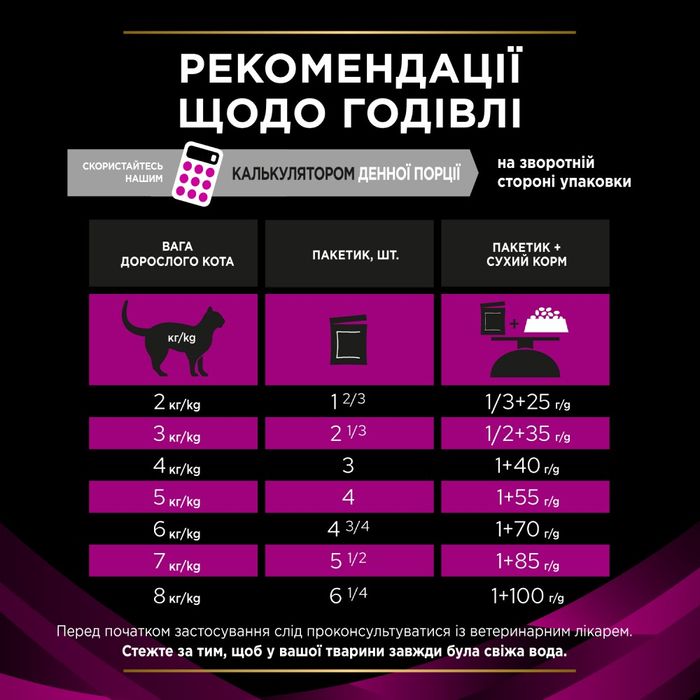 РЕКОМЕНДАЦІЇ
ЩОДО ГОДІВЛІ
СКОРИСТАЙТЕСЬ
НАШИМ
КАЛЬКУЛЯТОРОМ ДЕННОЇ ПОРЦІЇ
на зворотній
стороні упаковки
ВАГА
ДОРОСЛОГО КОТА
ПАКЕТИК, ШТ.
ПАКЕТИК +
СУХИЙ КОРМ
кг/kg
+
2 кг/kg 1 2/3 1/3+25 г/g
3 кг/kg 2 1/3 1/2+35 г/g
4 кг/kg 3 1+40 г/g
5 кг/kg 4 1+55 г/g
6 кг/kg 4 3/4 1+70 г/g
7 кг/kg 5 1/2 1+85 г/g
8 кг/kg 6 1/4 1+100 г/g
Перед початком застосування слід проконсультуватися із ветеринарним лікарем.
Стежте за тим, щоб у вашої тварини завжди була свіжа вода.